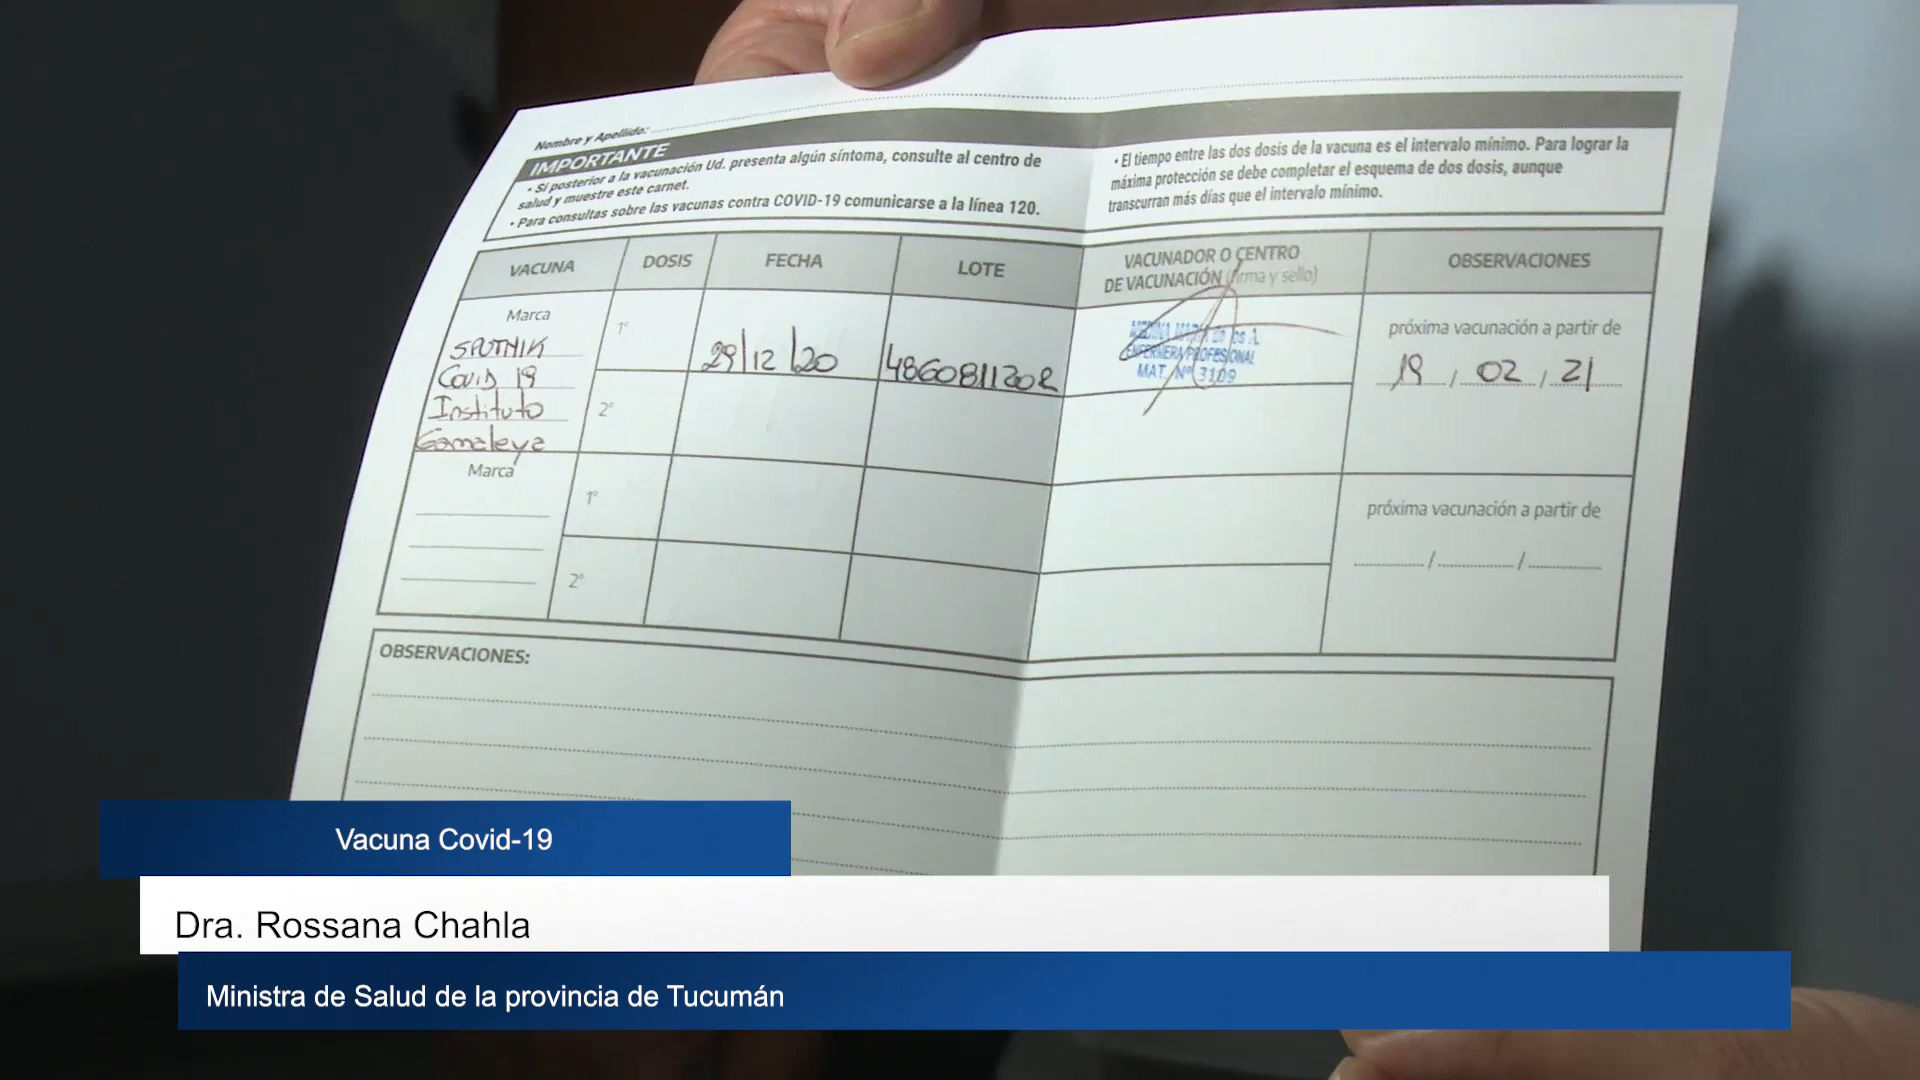 Nombre y Apellido:
IMPORTANTE
• Si posterior a la vacunación Ud. presenta algún síntoma, consulte al centro de
salud y muestre este carnet.
• Para consultas sobre las vacunas contra COVID-19 comunicarse a la línea 120.
• El tiempo entre las dos dosis de la vacuna es el intervalo mínimo. Para lograr la
máxima protección se debe completar el esquema de dos dosis, aunque
transcurran más días que el intervalo mínimo.
VACUNA DOSIS FECHA LOTE
VACUNADOR O CENTRO
DE VACUNACIÓN (firma y sello)
OBSERVACIONES
Marca
SPUTNIK
Covid 19
Instituto
Gamaleya
1°
29/12/20
486081120R
ENFERMERA PROFESIONAL
MAT. Nº 3109
próxima vacunación a partir de
19 / 02 / 21
2°
Marca
1°
próxima vacunación a partir de
/ /
2°
OBSERVACIONES:
Vacuna Covid-19
Dra. Rossana Chahla
Ministra de Salud de la provincia de Tucumán